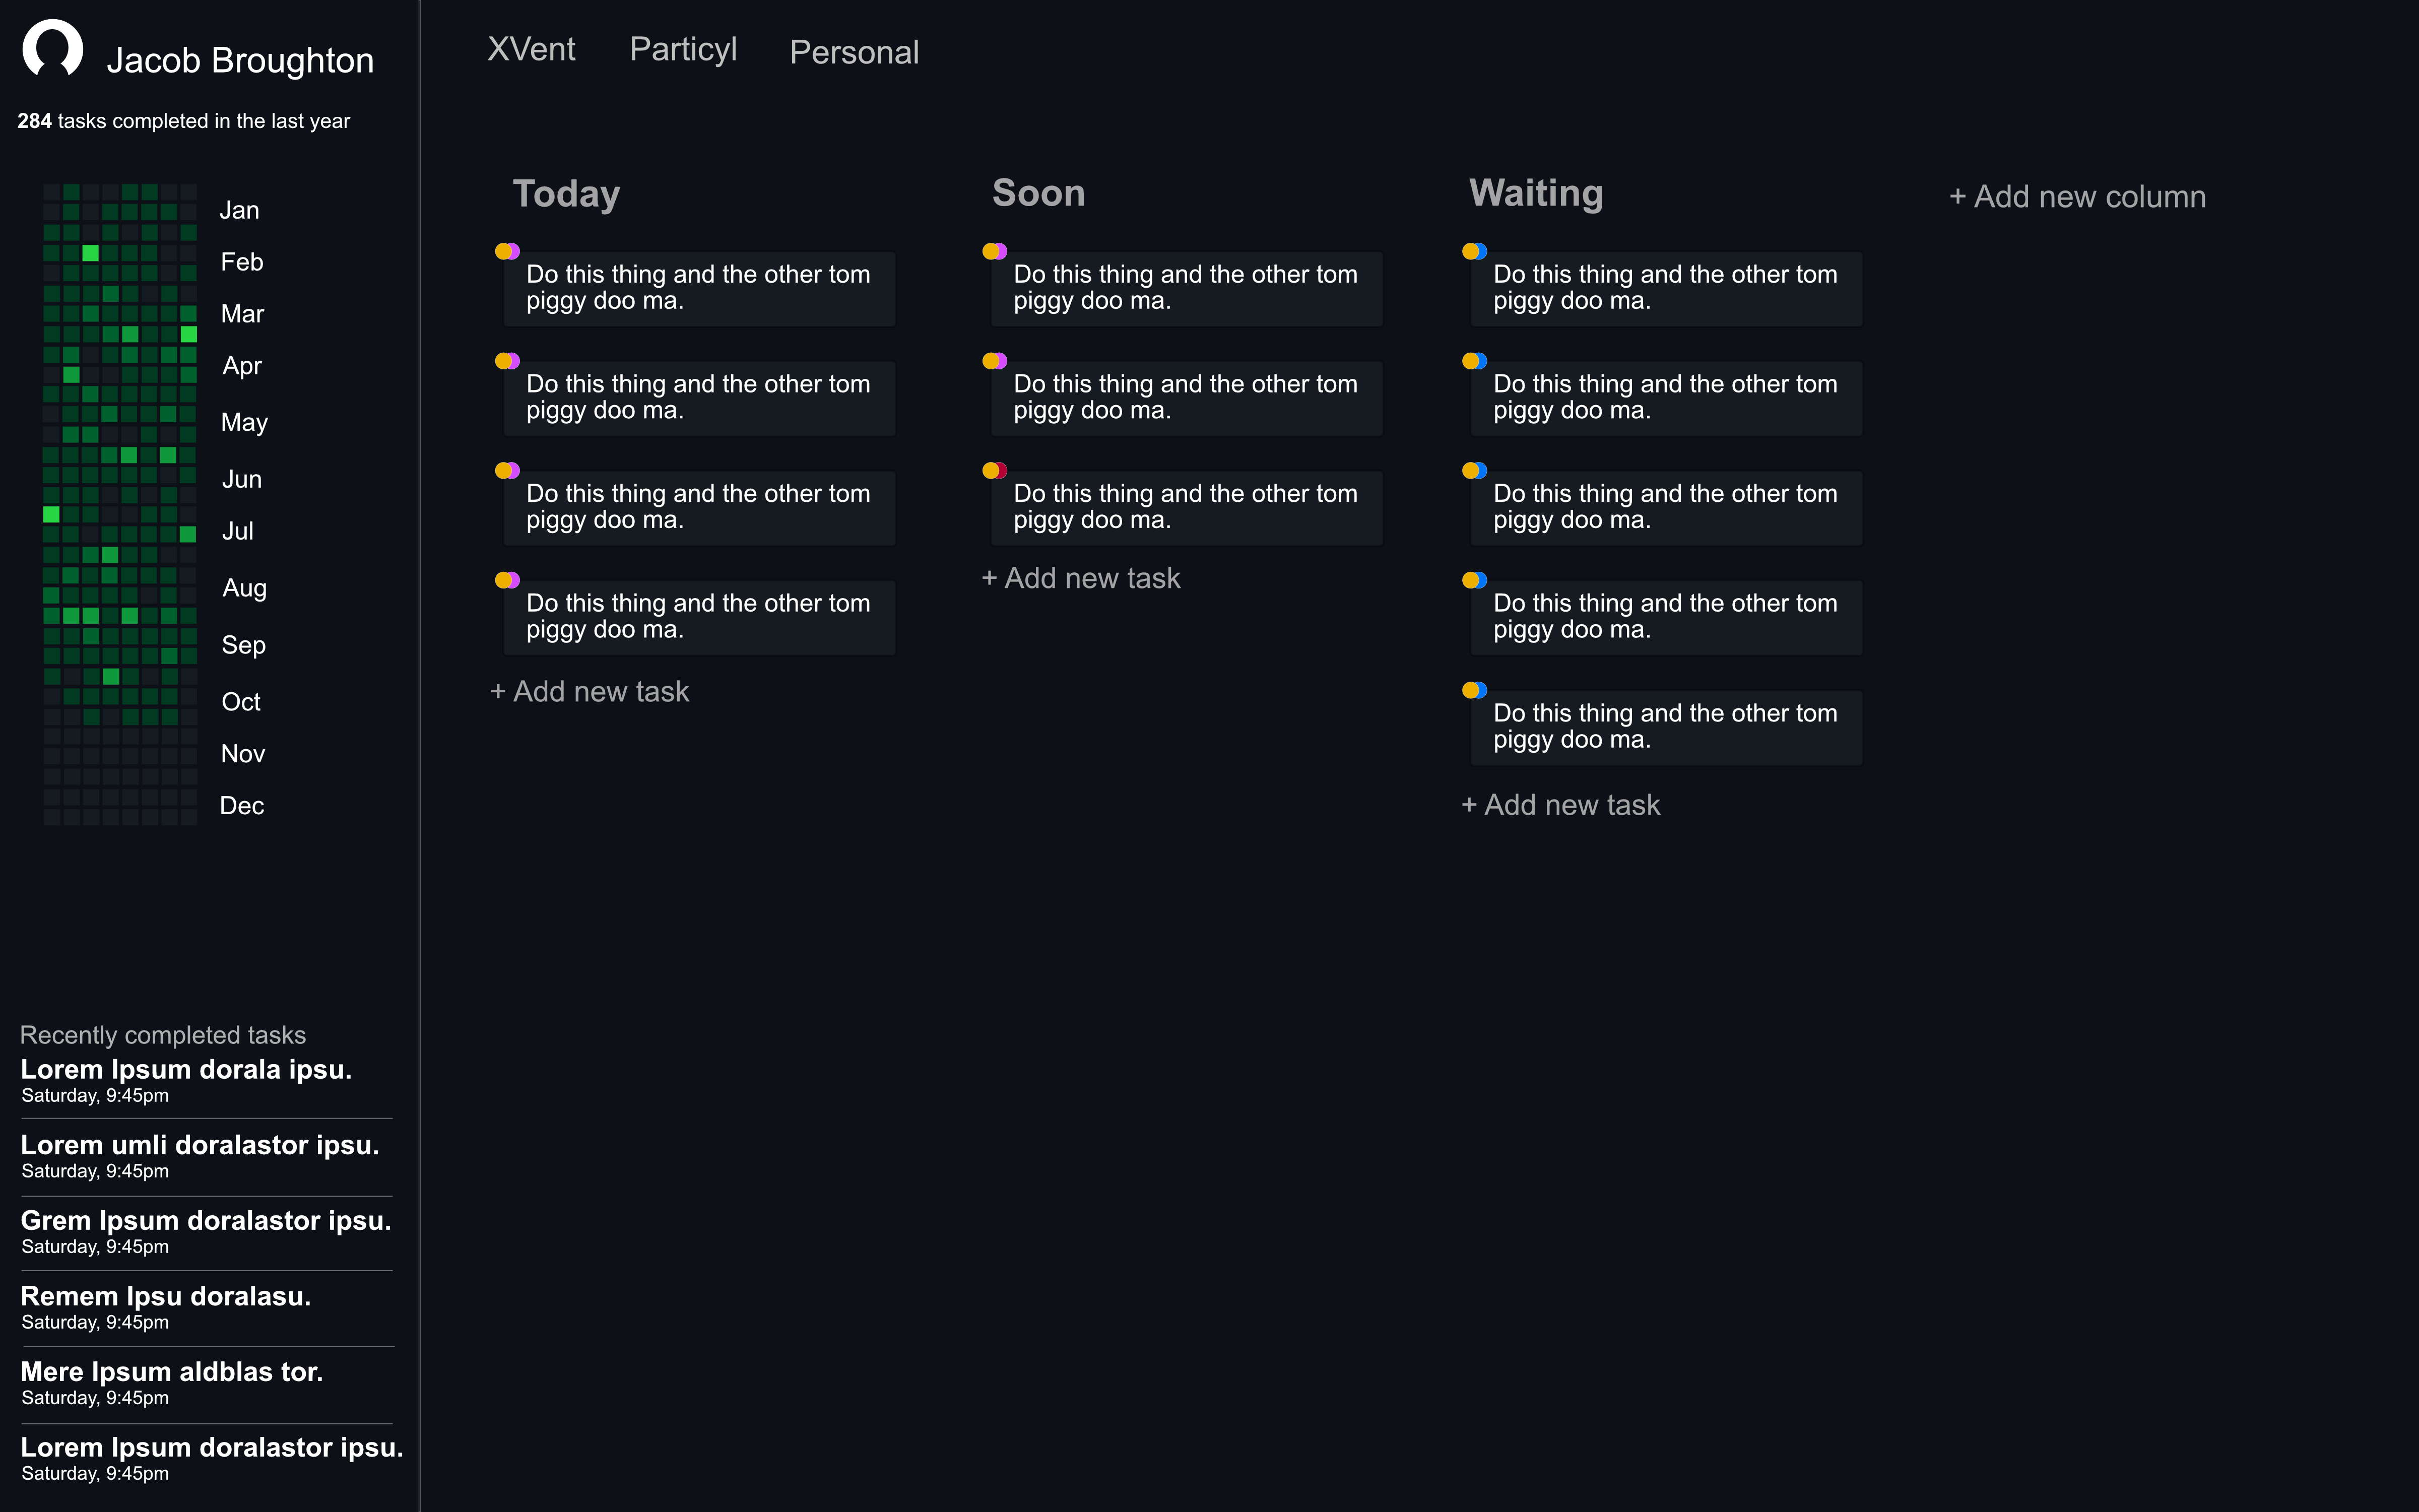 Jacob Broughton
284 tasks completed in the last year
Jan
Feb
Mar
Apr
May
Jun
Jul
Aug
Sep
Oct
Nov
Dec
Recently completed tasks
Lorem Ipsum dorala ipsu.
Saturday, 9:45pm
Lorem umli doralastor ipsu.
Saturday, 9:45pm
Grem Ipsum doralastor ipsu.
Saturday, 9:45pm
Remem Ipsu doralasu.
Saturday, 9:45pm
Mere Ipsum aldblas tor.
Saturday, 9:45pm
Lorem Ipsum doralastor ipsu.
Saturday, 9:45pm
XVent
Particyl
Personal
Today
Do this thing and the other tom
piggy doo ma.
Do this thing and the other tom
piggy doo ma.
Do this thing and the other tom
piggy doo ma.
Do this thing and the other tom
piggy doo ma.
+ Add new task
Soon
Do this thing and the other tom
piggy doo ma.
Do this thing and the other tom
piggy doo ma.
Do this thing and the other tom
piggy doo ma.
+ Add new task
Waiting
Do this thing and the other tom
piggy doo ma.
Do this thing and the other tom
piggy doo ma.
Do this thing and the other tom
piggy doo ma.
Do this thing and the other tom
piggy doo ma.
Do this thing and the other tom
piggy doo ma.
+ Add new task
+ Add new column